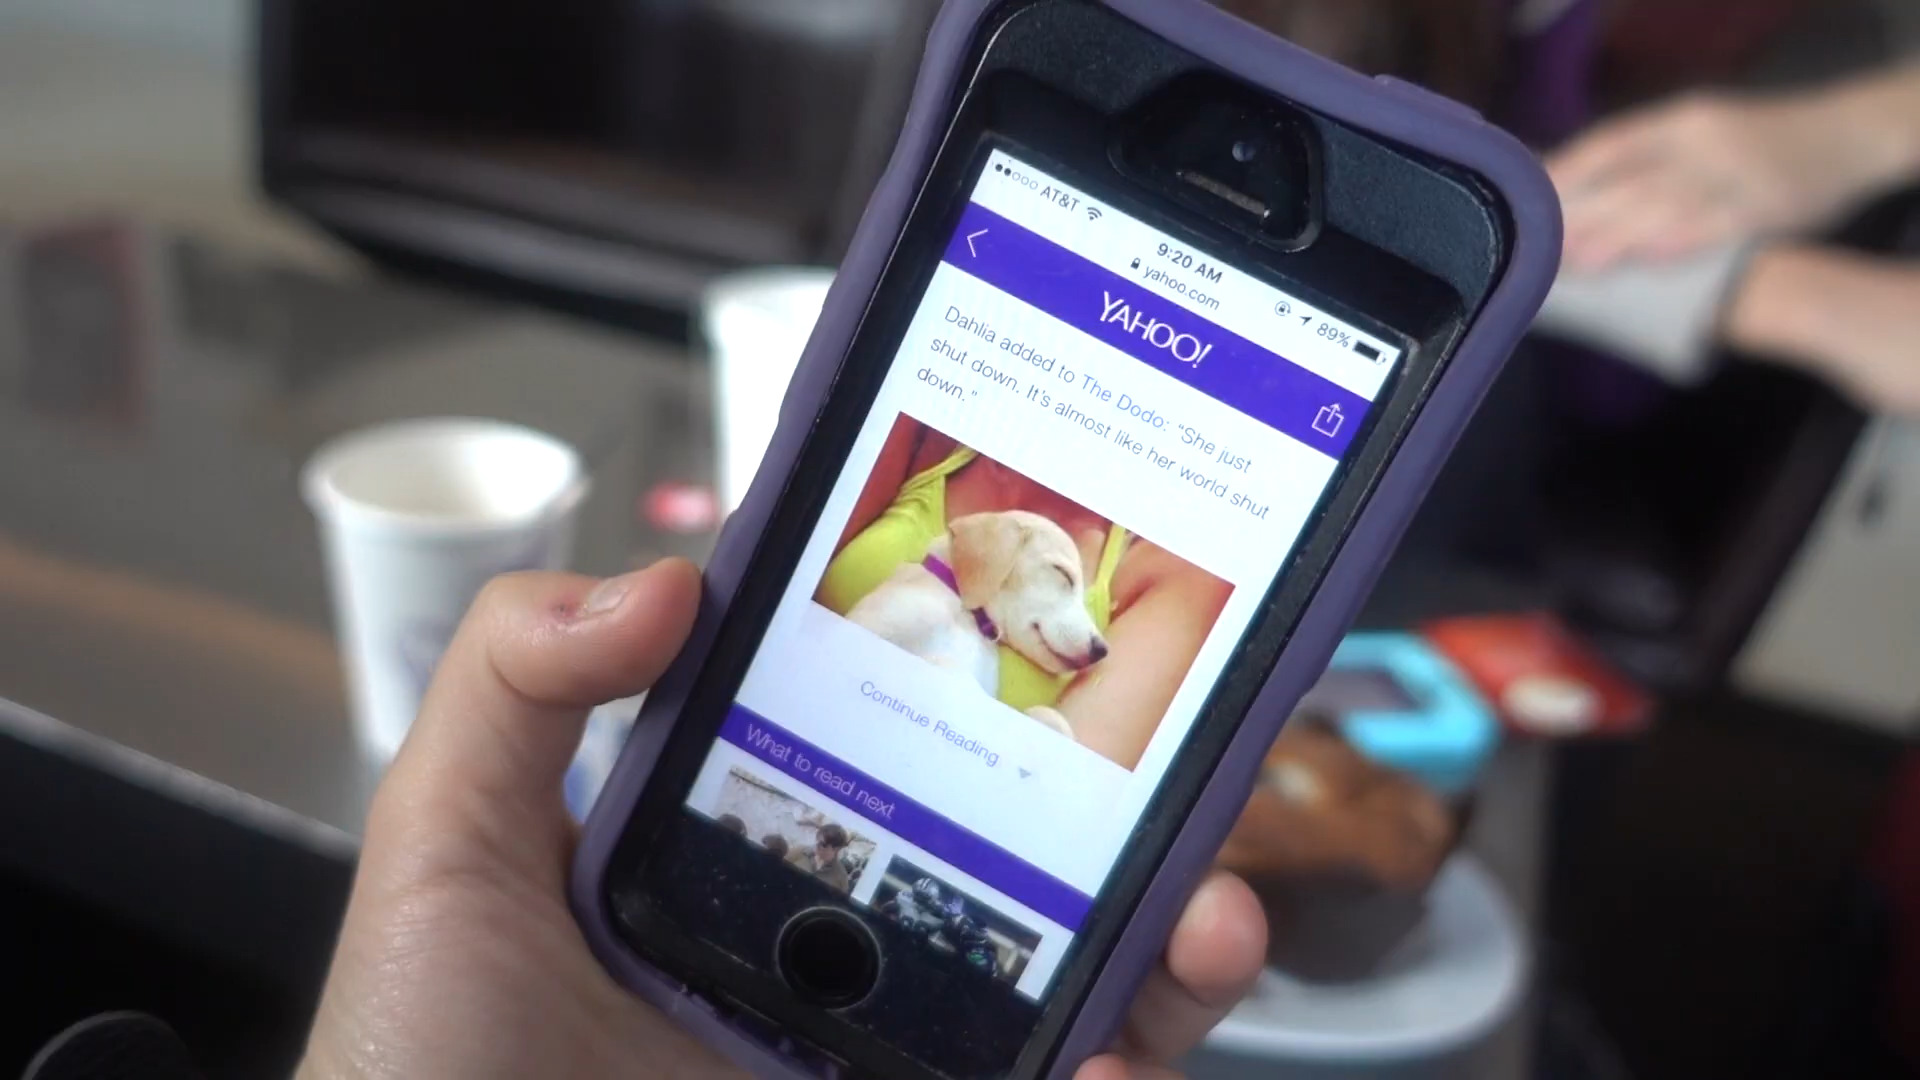 AT&T
9:20 AM
89%
yahoo.com
YAHOO!
Dahlia added to The Dodo: “She just
shut down. It's almost like her world shut
down.”
Continue Reading
What to read next